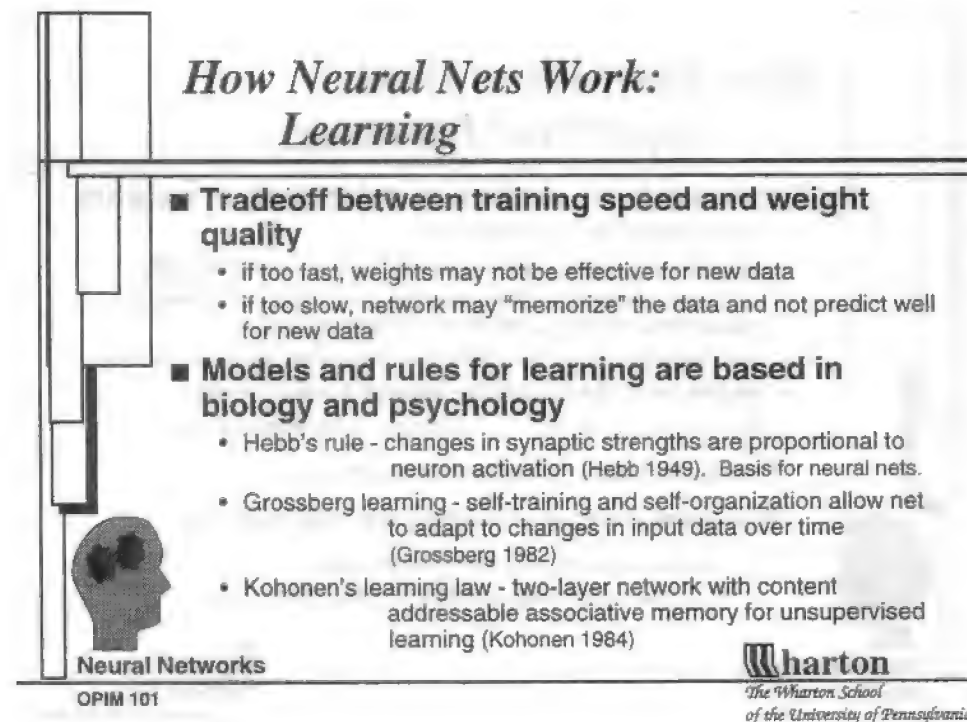 How Neural Nets Work:
Learning
■ Tradeoff between training speed and weight
quality
• if too fast, weights may not be effective for new data
• if too slow, network may "memorize" the data and not predict well
for new data
■ Models and rules for learning are based in
biology and psychology
• Hebb's rule - changes in synaptic strengths are proportional to
neuron activation (Hebb 1949). Basis for neural nets.
• Grossberg learning - self-training and self-organization allow net
to adapt to changes in input data over time
(Grossberg 1982)
• Kohonen's learning law - two-layer network with content
addressable associative memory for unsupervised
learning (Kohonen 1984)
Neural Networks
Wharton
OPIM 101
The Wharton School
of the University of Pennsylvania